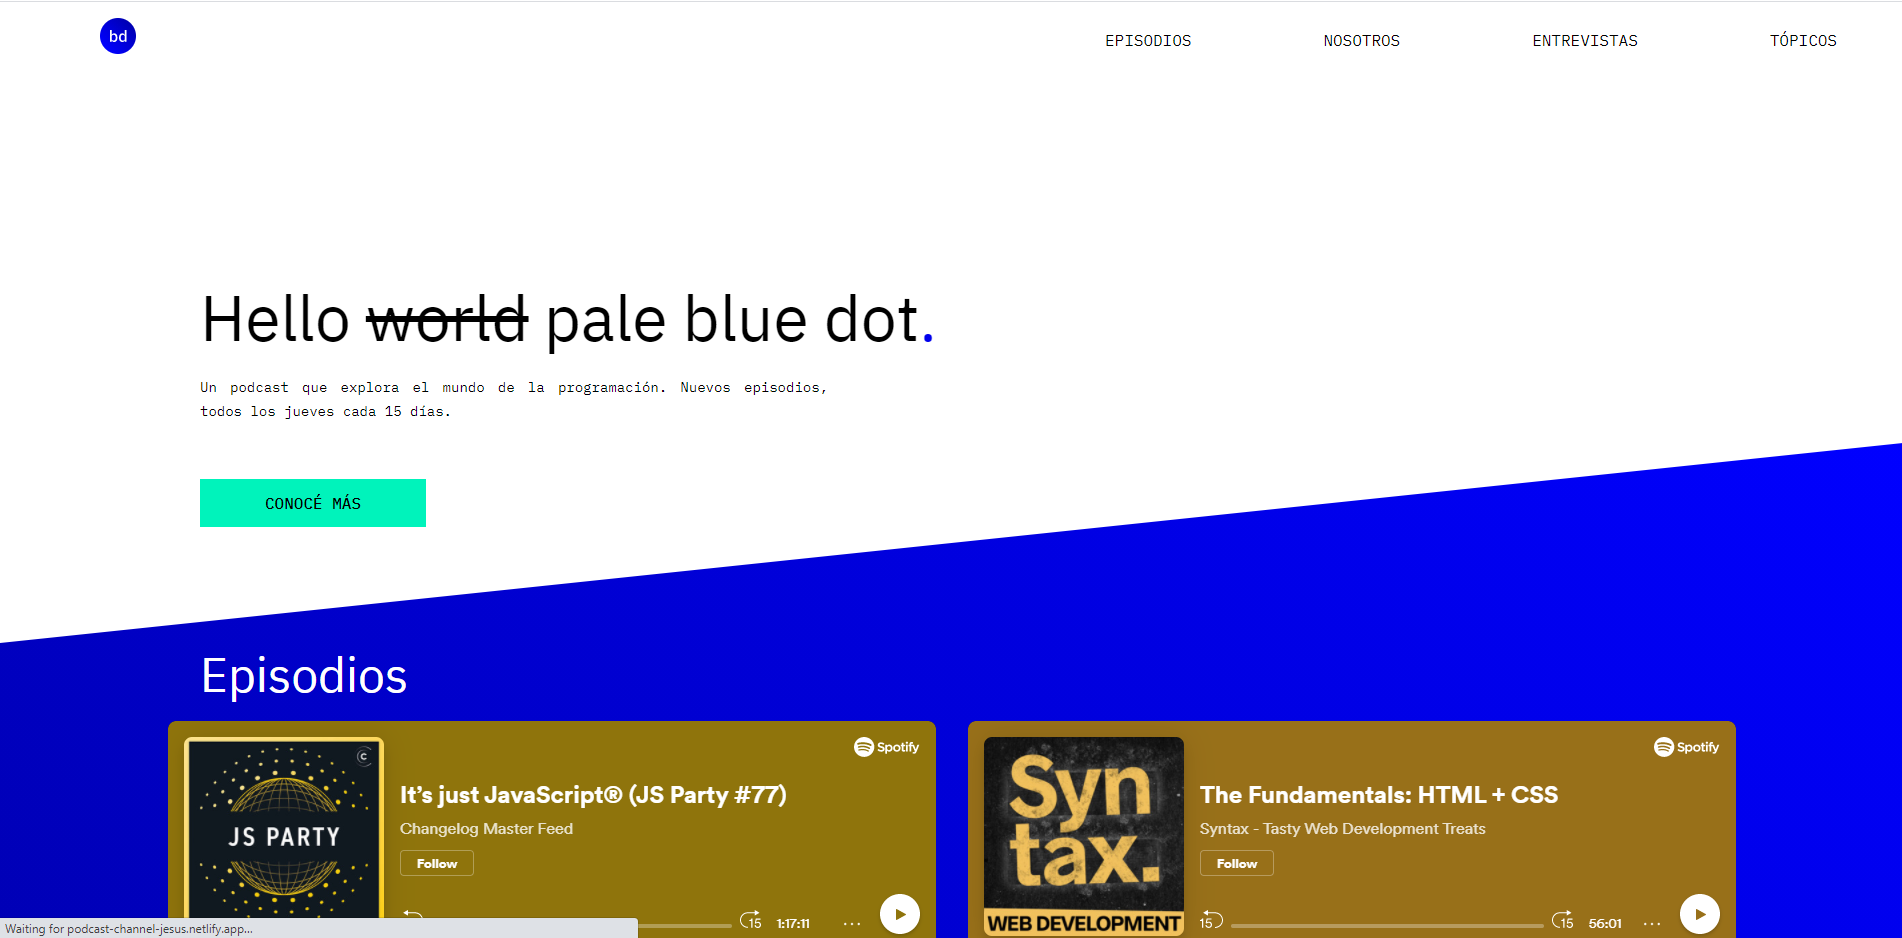 bd
EPISODIOS
NOSOTROS
ENTREVISTAS
TÓPICOS
Hello world pale blue dot.
Un podcast que explora el mundo de la programación. Nuevos episodios,
todos los jueves cada 15 días.
CONOCÉ MÁS
Episodios
C
JS PARTY
Spotify
It’s just JavaScript® (JS Party #77)
Changelog Master Feed
Follow
15
1:17:11
...
Syn
tax.
WEB DEVELOPMENT
Spotify
The Fundamentals: HTML + CSS
Syntax - Tasty Web Development Treats
Follow
15
15
56:01
...
Waiting for podcast-channel-jesus.netlify.app...